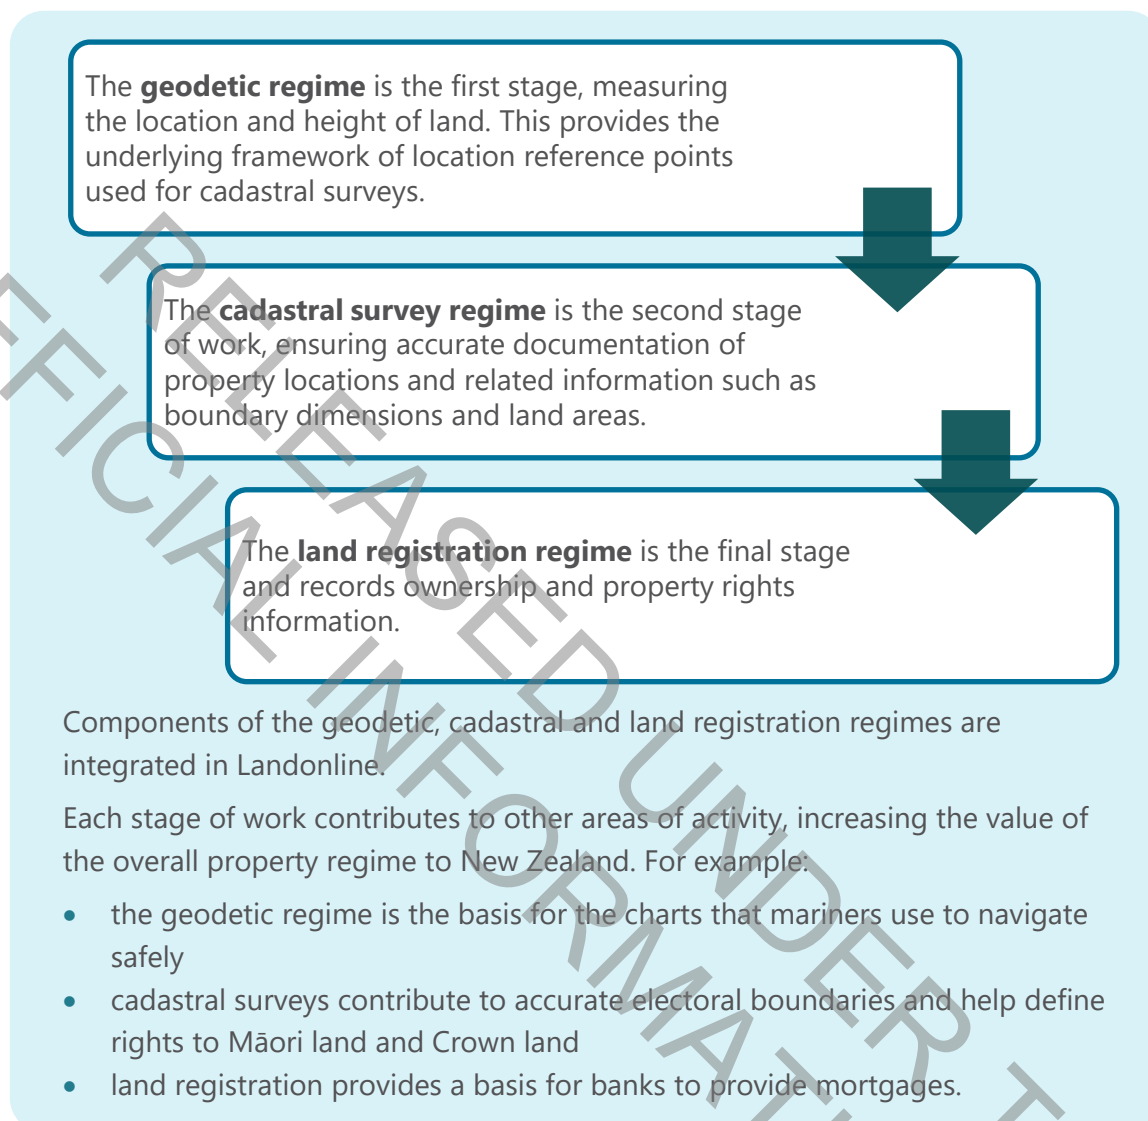 The geodetic regime is the first stage, measuring
the location and height of land. This provides the
underlying framework of location reference points
used for cadastral surveys.
The cadastral survey regime is the second stage
of work, ensuring accurate documentation of
property locations and related information such as
boundary dimensions and land areas.
The land registration regime is the final stage
and records ownership and property rights
information.
Components of the geodetic, cadastral and land registration regimes are
integrated in Landonline.
Each stage of work contributes to other areas of activity, increasing the value of
the overall property regime to New Zealand. For example:
• the geodetic regime is the basis for the charts that mariners use to navigate
safely
• cadastral surveys contribute to accurate electoral boundaries and help define
rights to Māori land and Crown land
• land registration provides a basis for banks to provide mortgages.
RELEASED UNDER T
FFICIAL INFORMATI